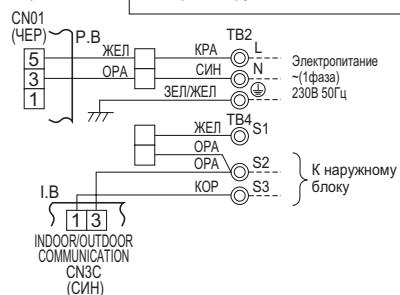 CN01
(ЧЕР)
P.B
TB2
5
3
1
ЖЕЛ
КРА
L
ОРА
СИН
N
ЗЕЛ/ЖЕЛ
Электропитание
~(1фаза)
230В 50Гц
TB4
ЖЕЛ
S1
ОРА
ОРА
S2
КОР
S3
К наружному
блоку
I.B
1 3
INDOOR/OUTDOOR
COMMUNICATION
CN3C
(СИН)